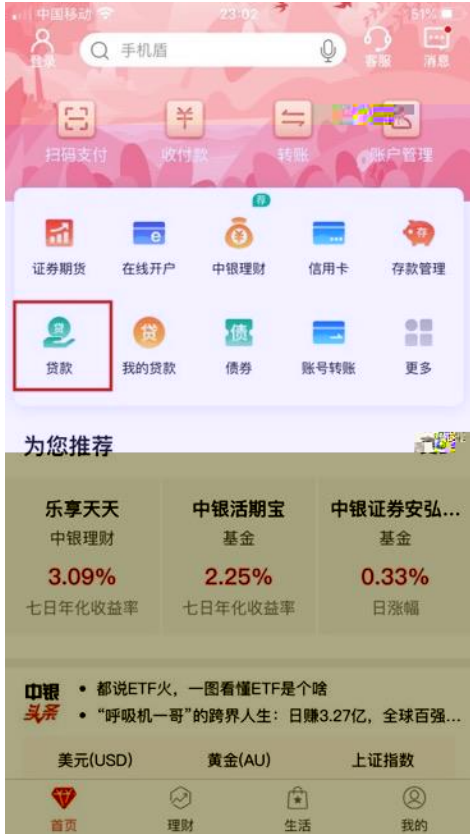 中国移动 23:02 51%
登录 手机盾 客服 消息
扫码支付 收付款 转账 账户管理
荐
证券期货 在线开户 中银理财 信用卡 存款管理
贷款 我的贷款 债券 账号转账 更多
为您推荐
乐享天天 中银活期宝 中银证券安弘...
中银理财 基金 基金
3.09% 2.25% 0.33%
七日年化收益率 七日年化收益率 日涨幅
中银 • 都说ETF火，一图看懂ETF是个啥
头条 • “呼吸机一哥”的跨界人生：日赚3.27亿，全球百强...
美元(USD) 黄金(AU) 上证指数
首页 理财 生活 我的